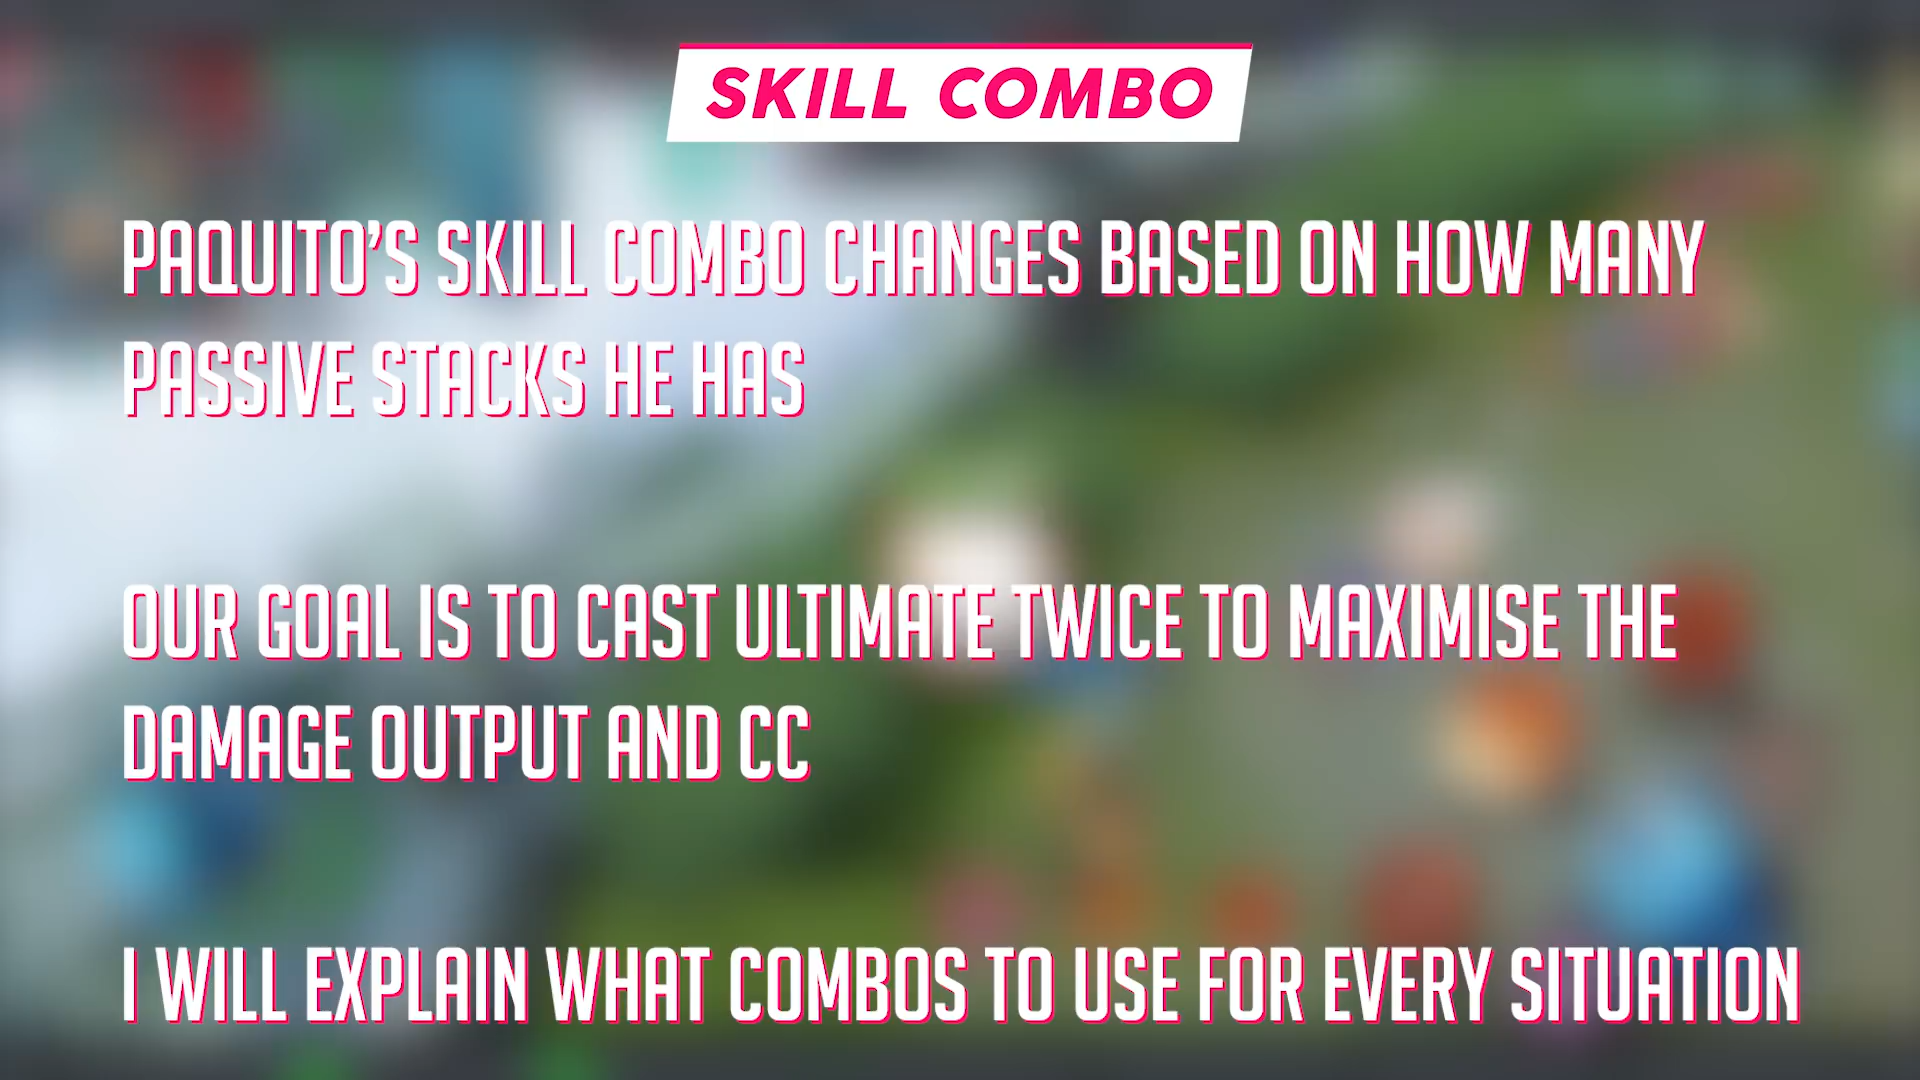 SKILL COMBO
PAQUITO’S SKILL COMBO CHANGES BASED ON HOW MANY
PASSIVE STACKS HE HAS
OUR GOAL IS TO CAST ULTIMATE TWICE TO MAXIMISE THE
DAMAGE OUTPUT AND CC
I WILL EXPLAIN WHAT COMBOS TO USE FOR EVERY SITUATION